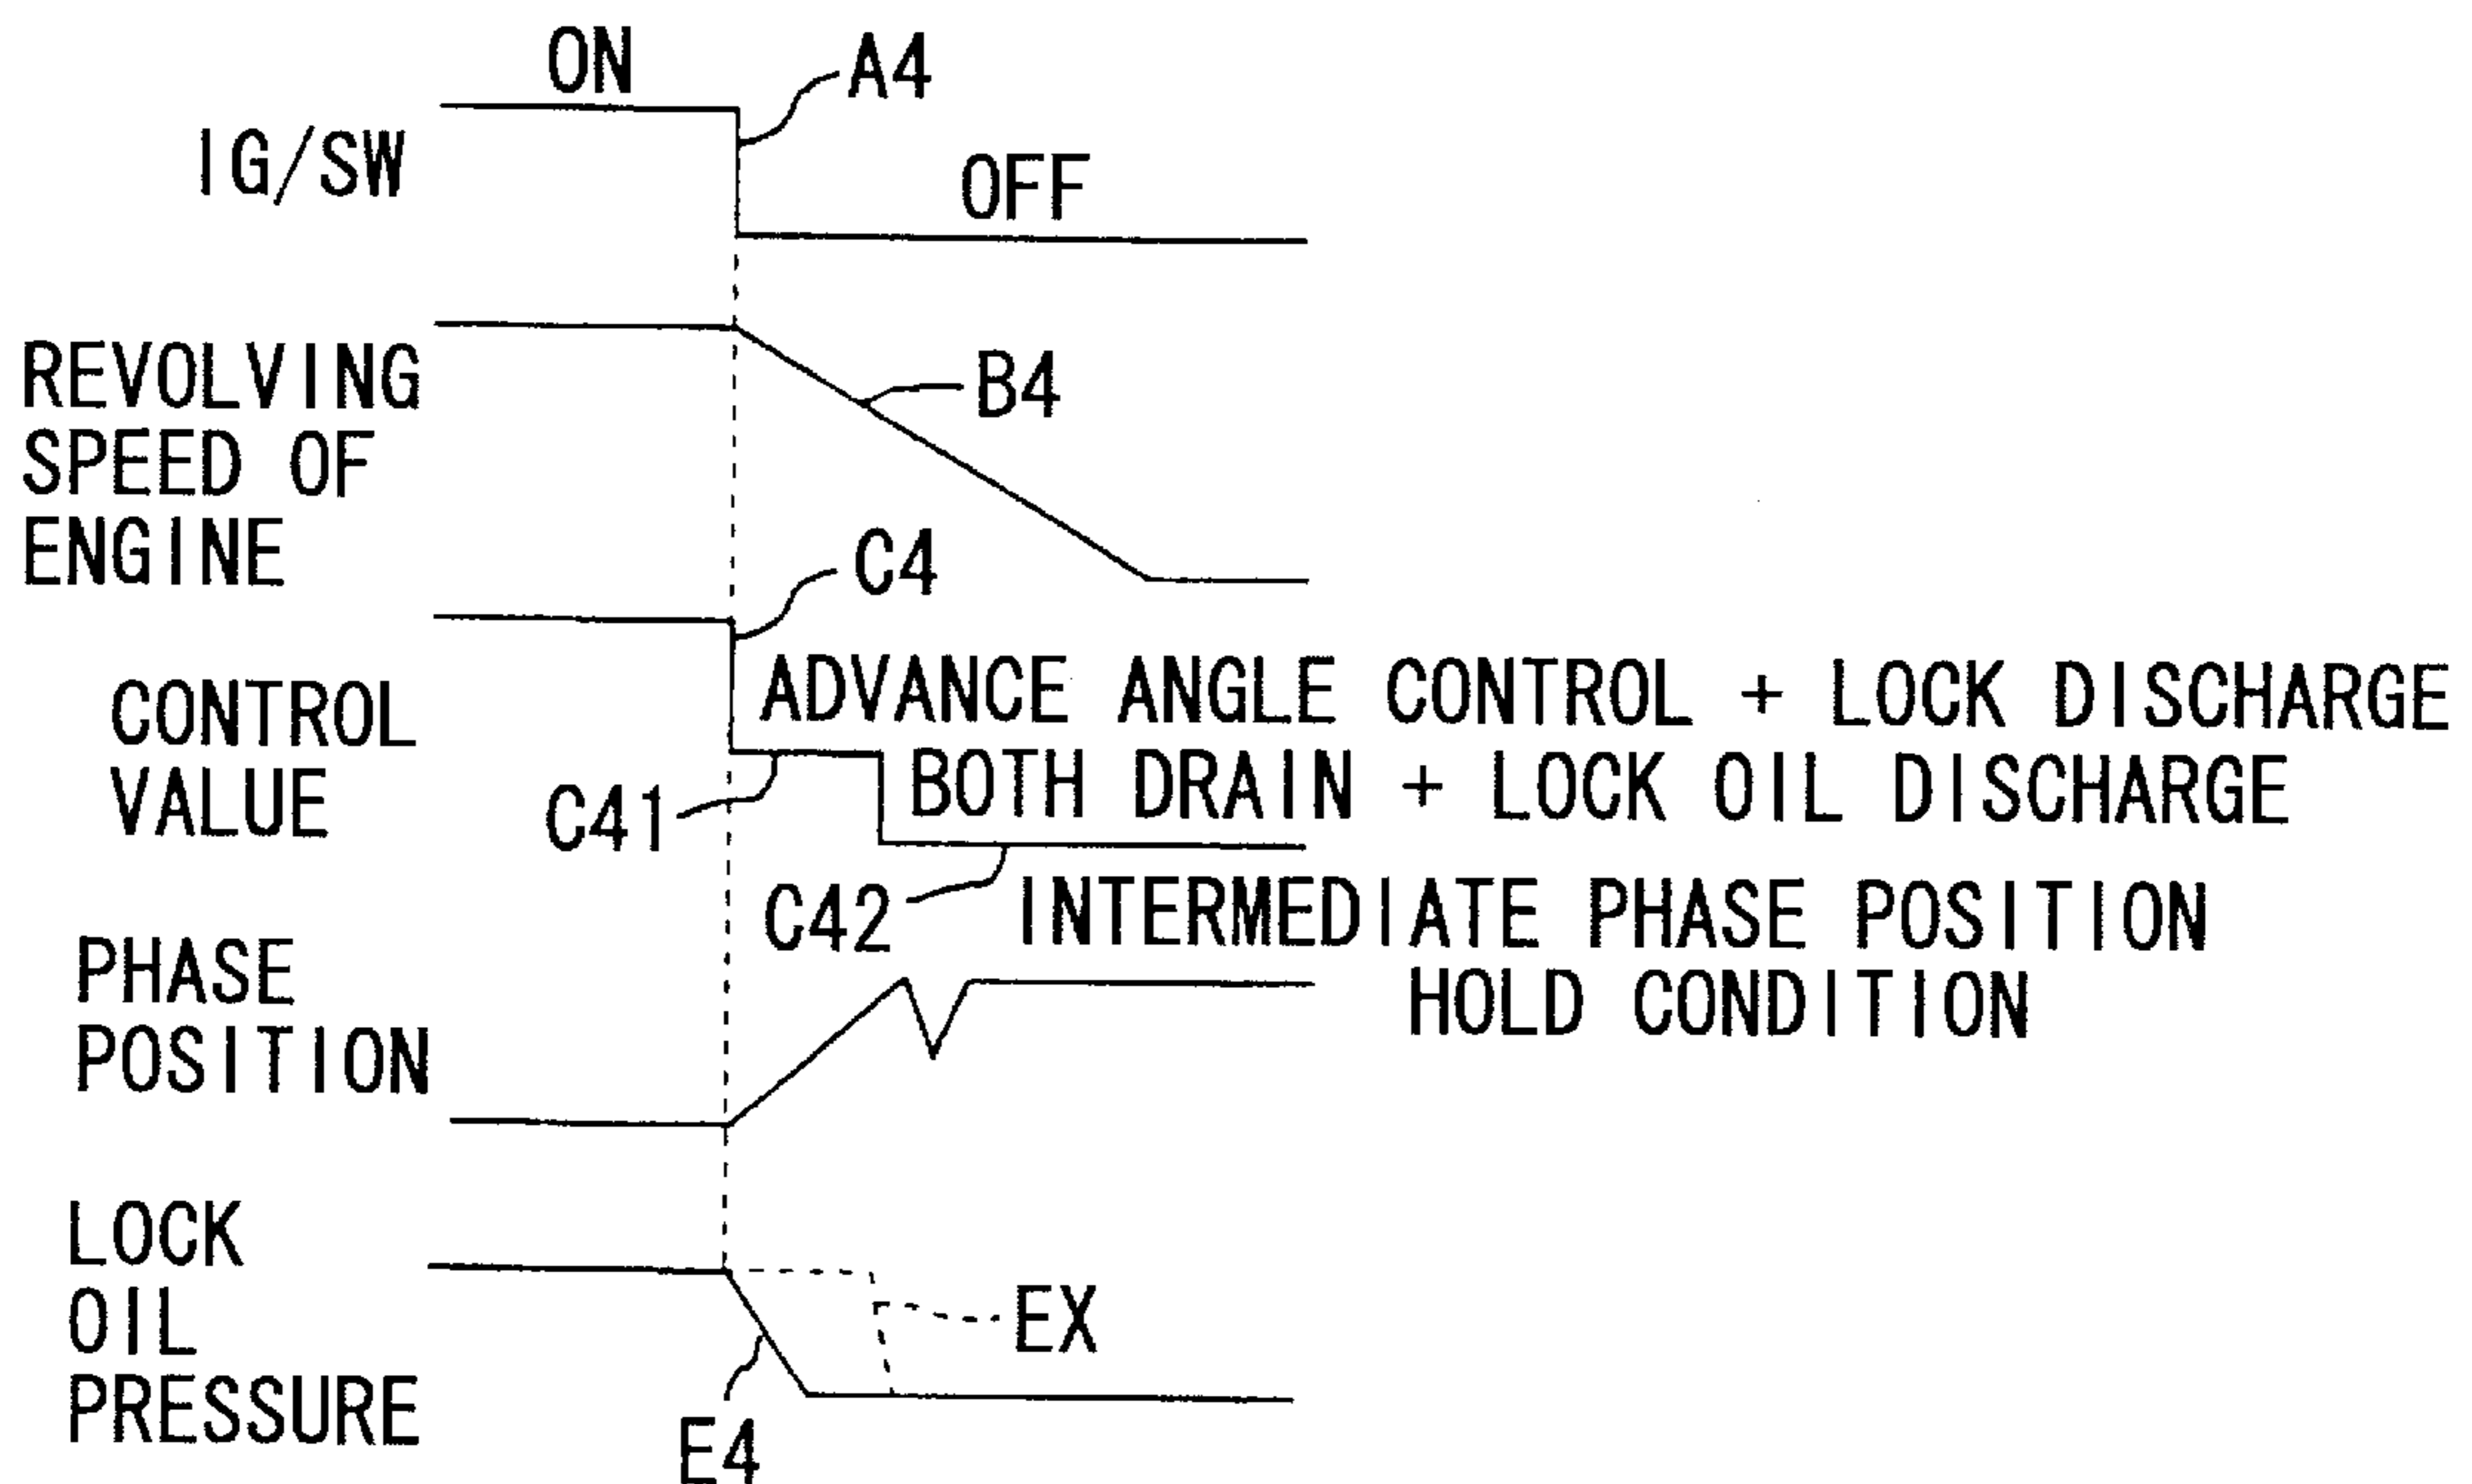 ON
A4
IG/SW
OFF
REVOLVING
SPEED OF
ENGINE
B4
C4
CONTROL
VALUE
ADVANCE ANGLE CONTROL + LOCK DISCHARGE
C41
BOTH DRAIN + LOCK OIL DISCHARGE
C42
INTERMEDIATE PHASE POSITION
HOLD CONDITION
PHASE
POSITION
LOCK
OIL
PRESSURE
EX
E4